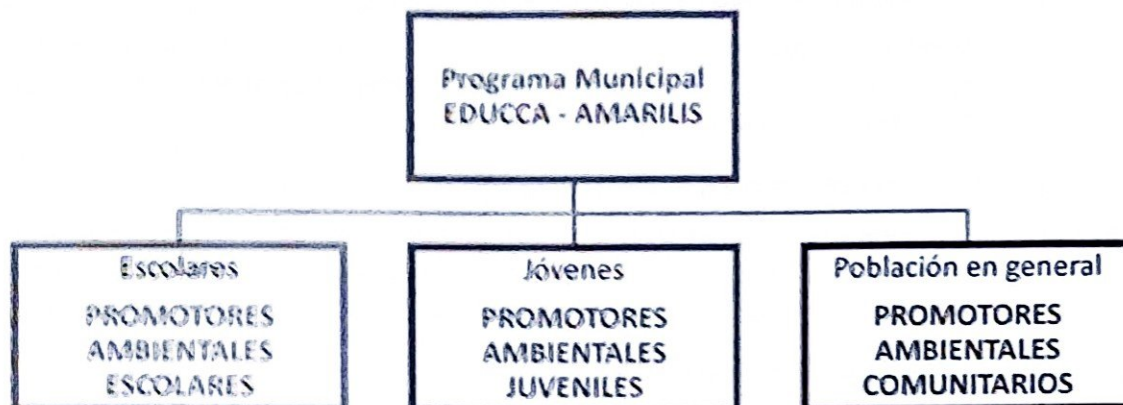 Programa Municipal
EDUCCA - AMARILIS
Escolares
PROMOTORES
AMBIENTALES
ESCOLARES
Jóvenes
PROMOTORES
AMBIENTALES
JUVENILES
Población en general
PROMOTORES
AMBIENTALES
COMUNITARIOS